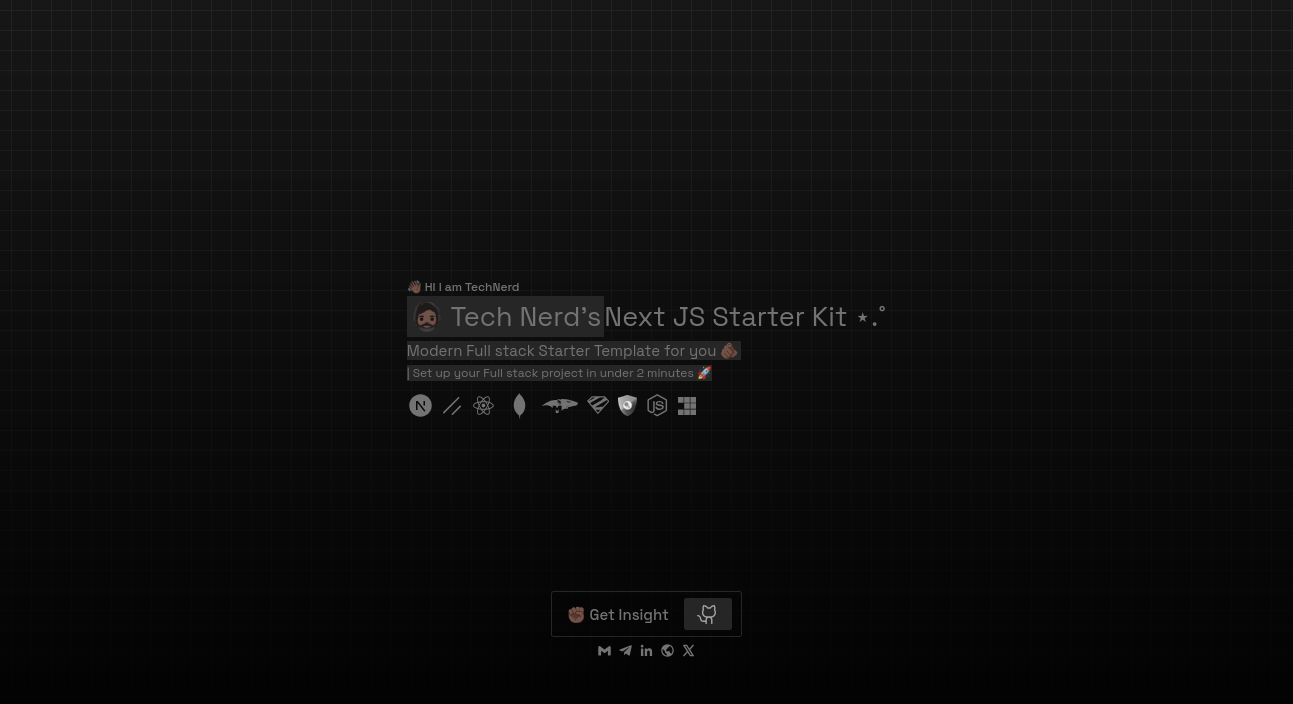 👋🏾 HI I am TechNerd
🧔🏾 Tech Nerd's Next JS Starter Kit ⋆.˚
Modern Full stack Starter Template for you 🫵🏾
| Set up your Full stack project in under 2 minutes 🚀
N
JS
✊🏾 Get Insight